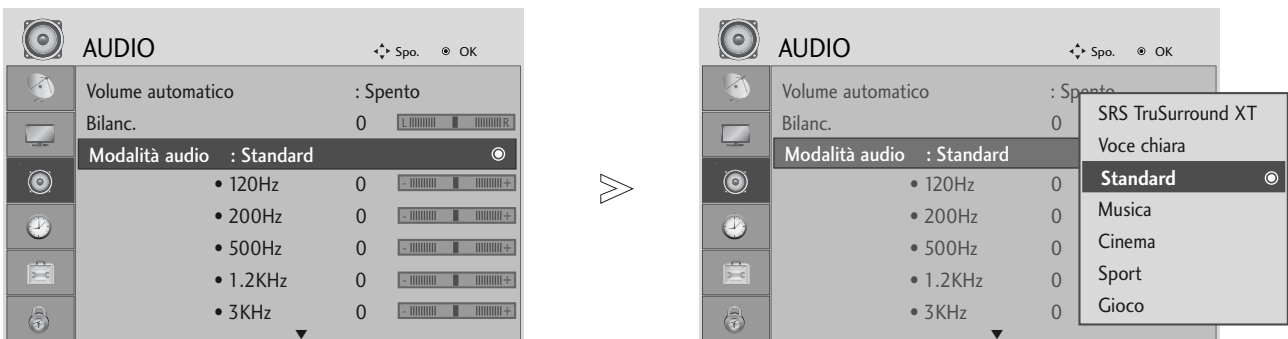 AUDIO Spo. OK
Volume automatico : Spento
Bilanc. 0 L R
Modalità audio : Standard
• 120Hz 0 - +
• 200Hz 0 - +
• 500Hz 0 - +
• 1.2KHz 0 - +
• 3KHz 0 - +
AUDIO Spo. OK
Volume automatico : Spento
Bilanc. 0
Modalità audio : Standard
• 120Hz 0
• 200Hz 0
• 500Hz 0
• 1.2KHz 0
• 3KHz 0
SRS TruSurround XT
Voce chiara
Standard
Musica
Cinema
Sport
Gioco